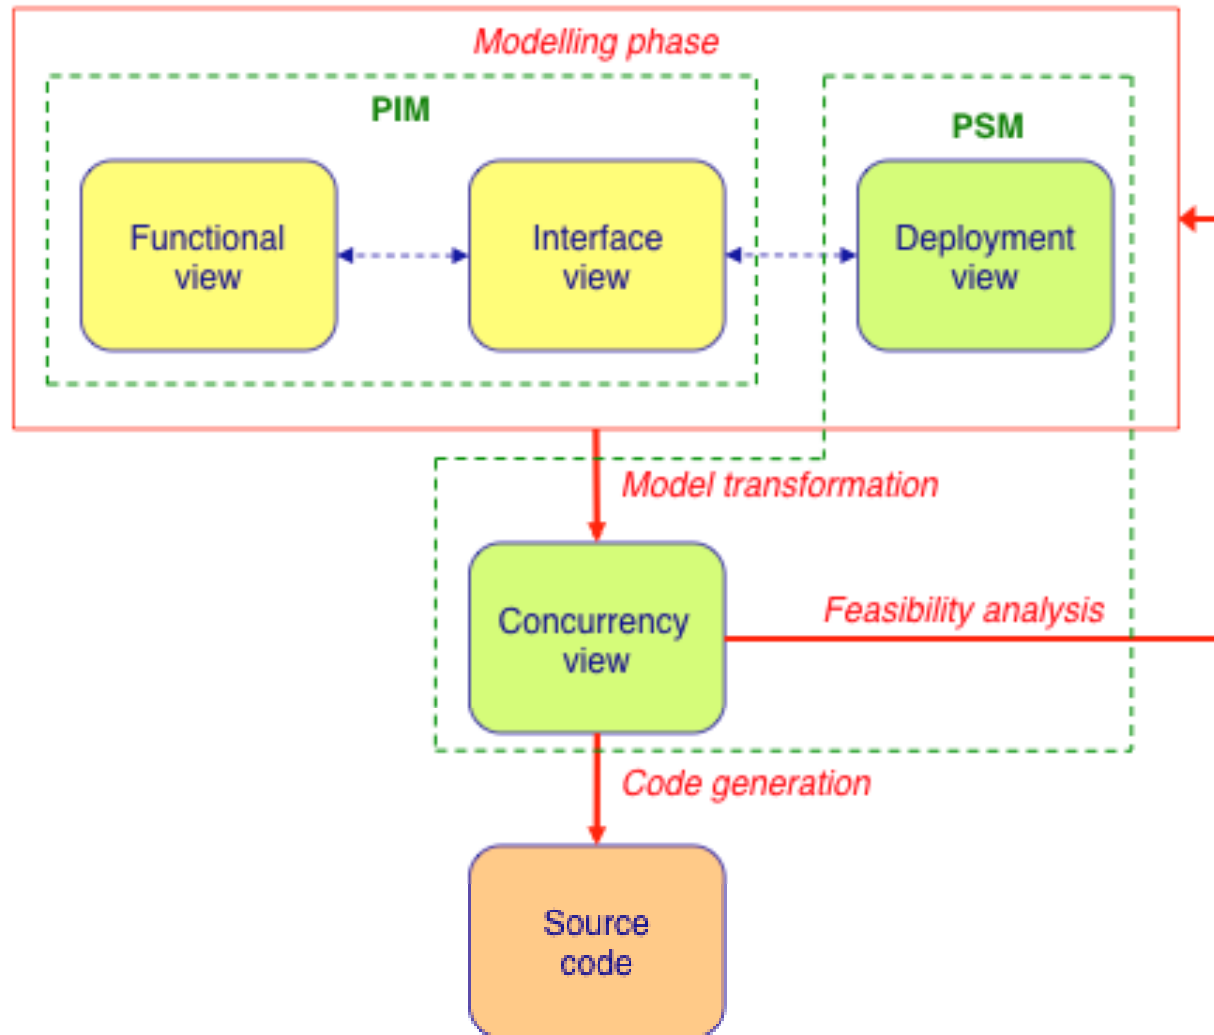 Modelling phase
PIM
PSM
Functional
view
Interface
view
Deployment
view
Model transformation
Concurrency
view
Feasibility analysis
Code generation
Source
code